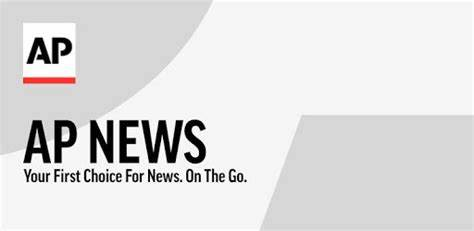 AP
AP NEWS
Your First Choice For News. On The Go.